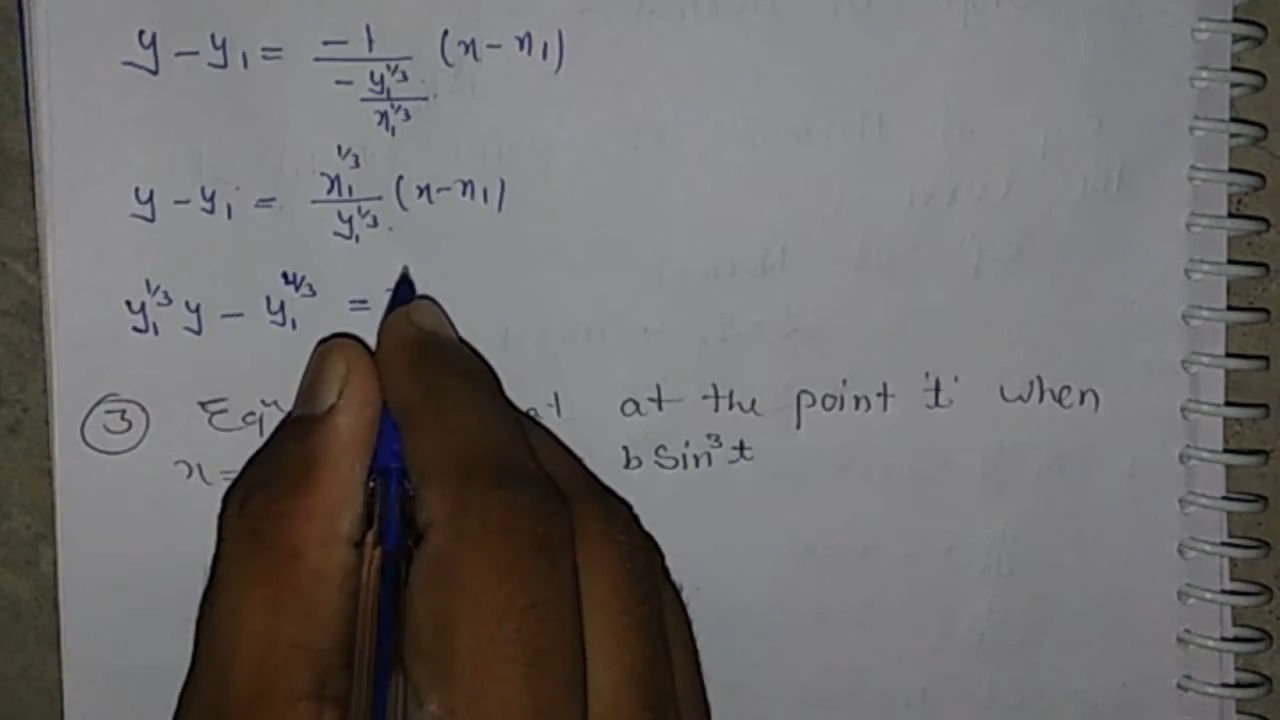 y - y₁ = -1 / (- y₁^1/3 / x₁^1/3) (x - x₁)
y - y₁ = x₁^1/3 / y₁^1/3 (x - x₁)
y₁^1/3 y - y₁^4/3 =
③ Eqⁿ at the point 't' when
x = b Sin³t